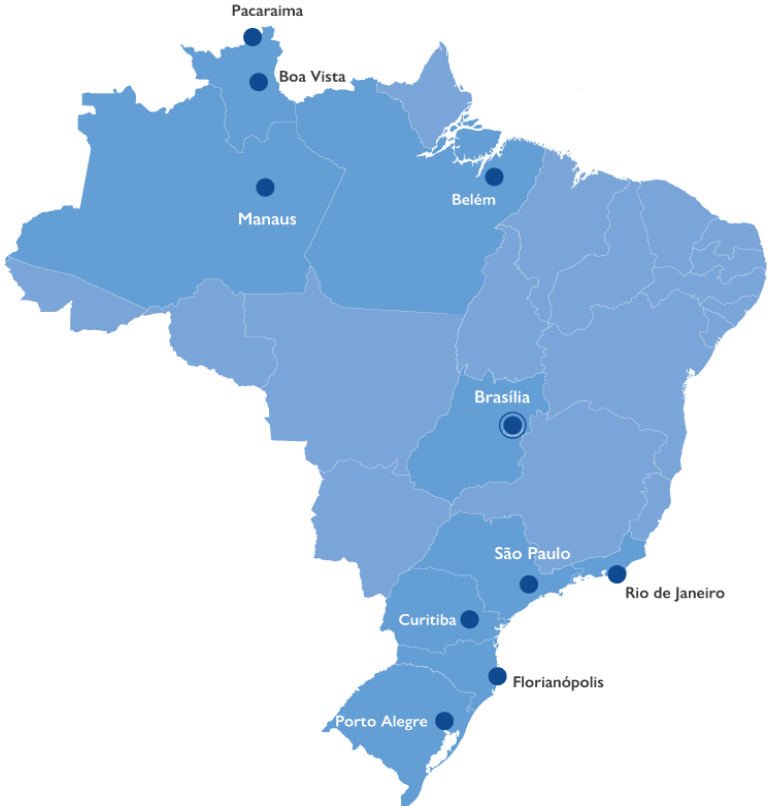 Pacaraima
Boa Vista
Belém
Manaus
Brasília
São Paulo
Rio de Janeiro
Curitiba
Florianópolis
Porto Alegre